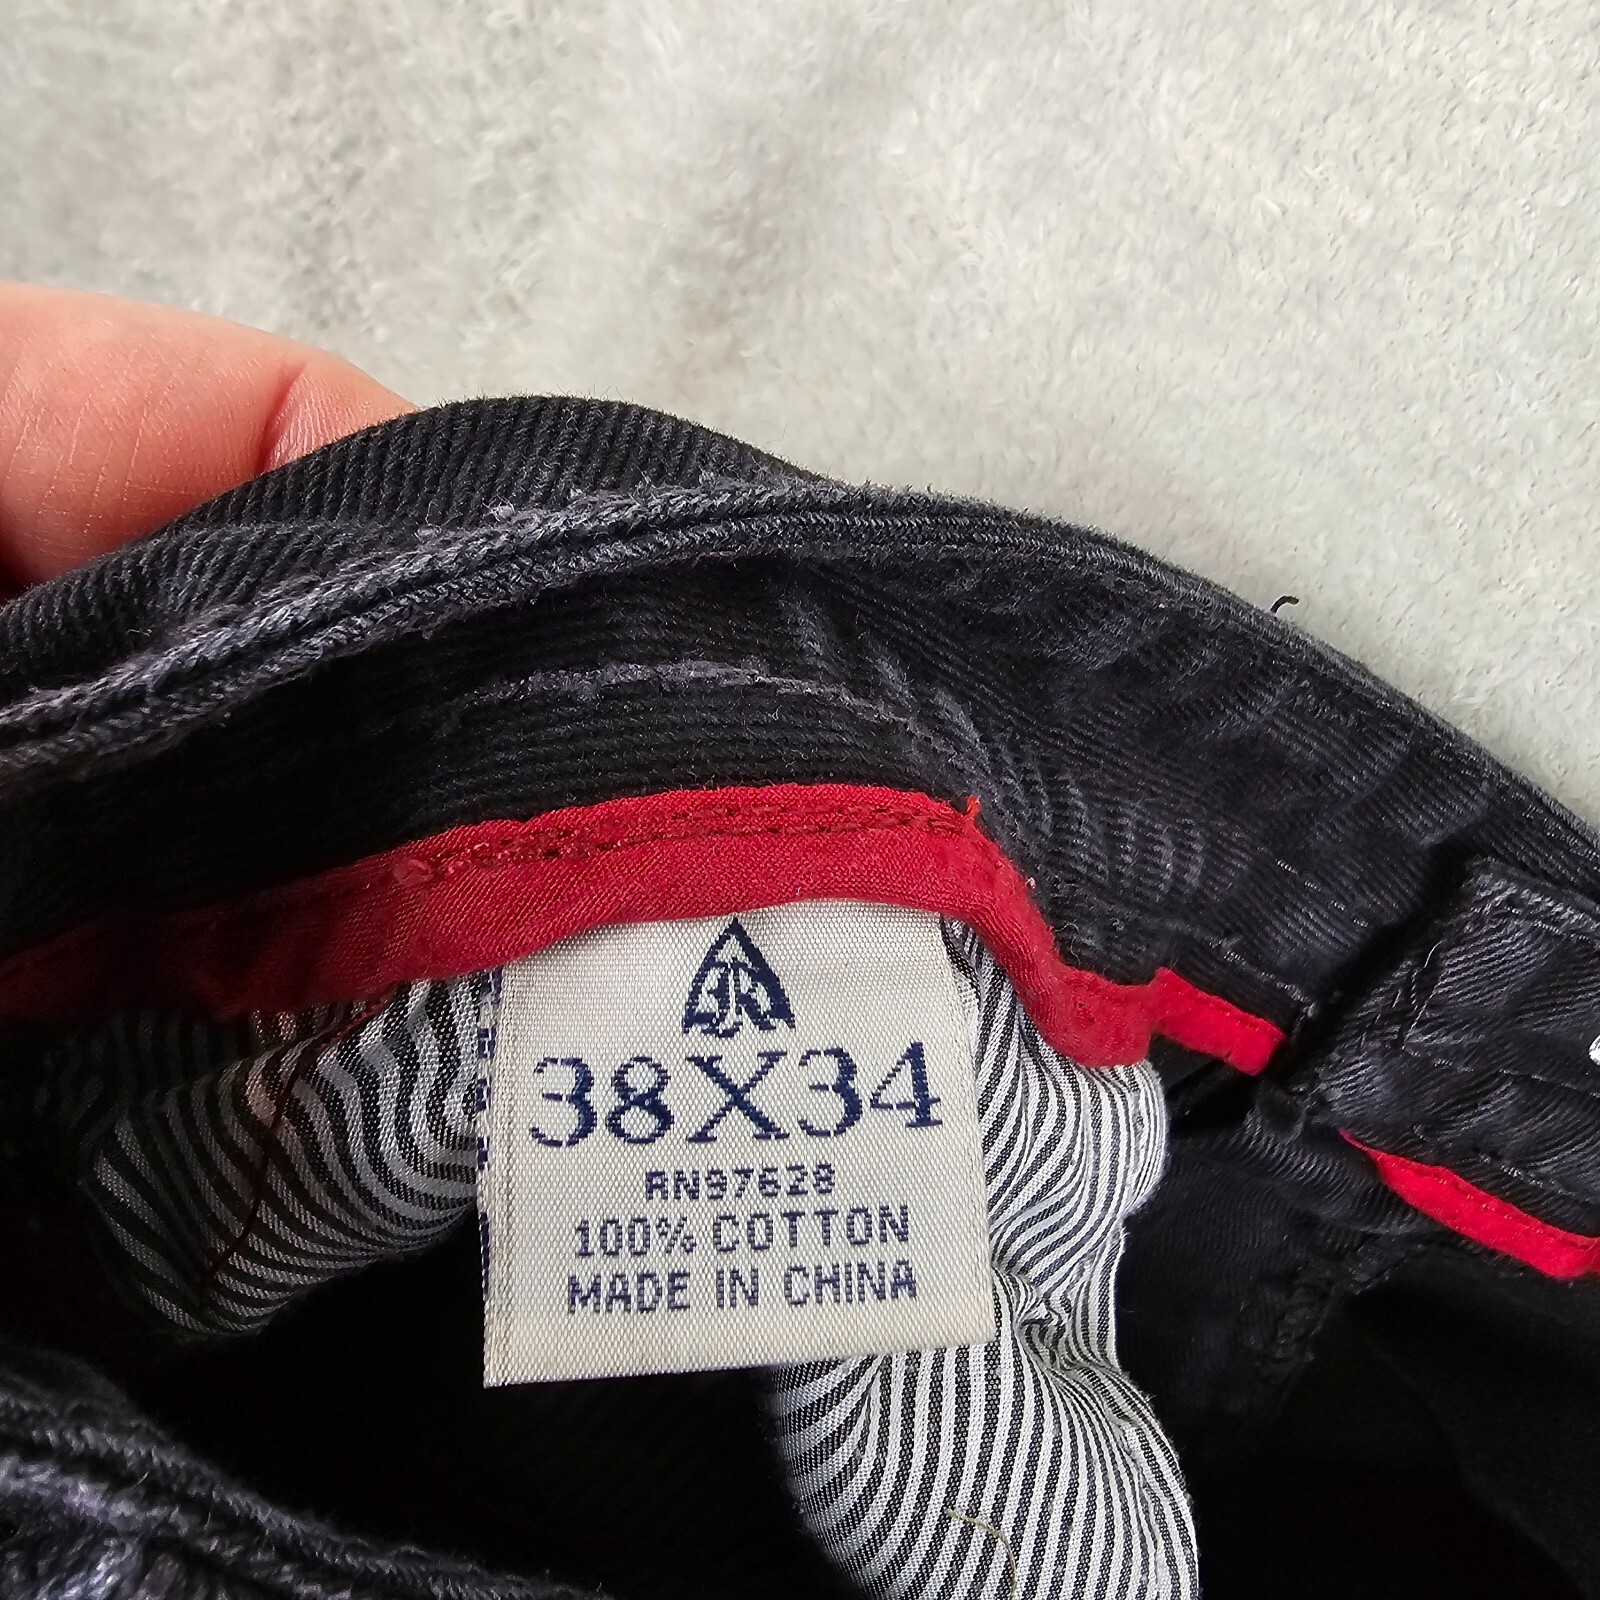 38X34
RN97628
100% COTTON
MADE IN CHINA